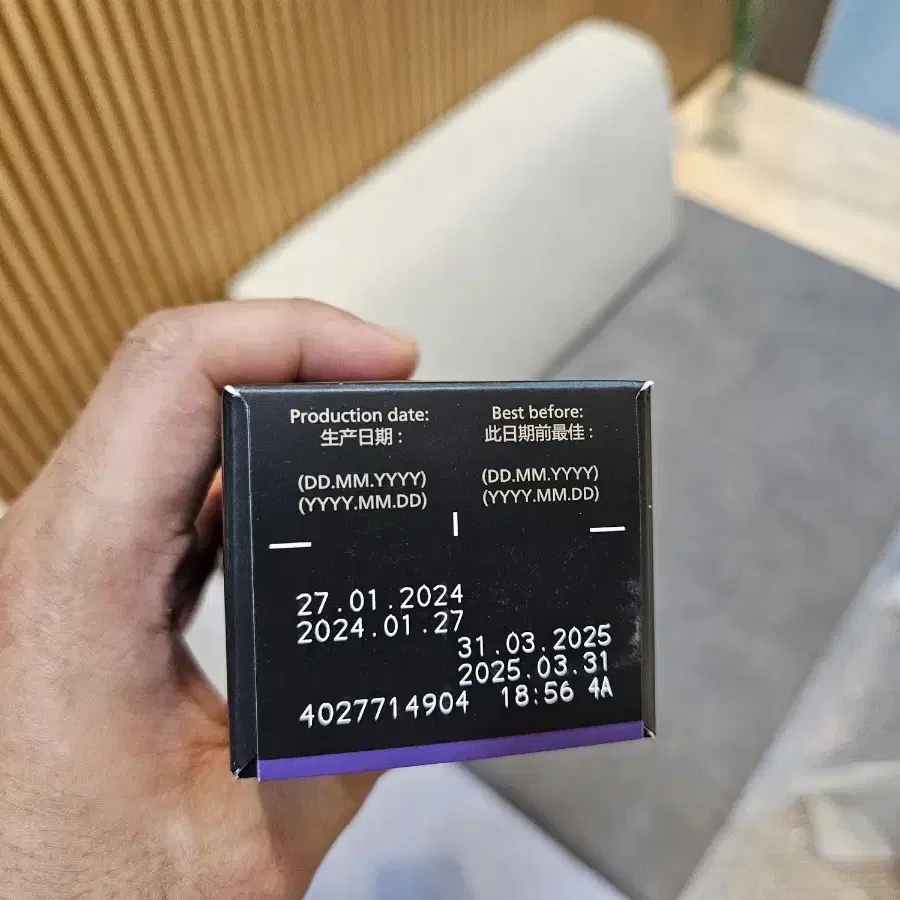 Production date:
生产日期：
(DD.MM.YYYY)
(YYYY.MM.DD)
Best before:
此日期前最佳：
(DD.MM.YYYY)
(YYYY.MM.DD)
27.01.2024
2024.01.27
31.03.2025
2025.03.31
4027714904 18:56 4A